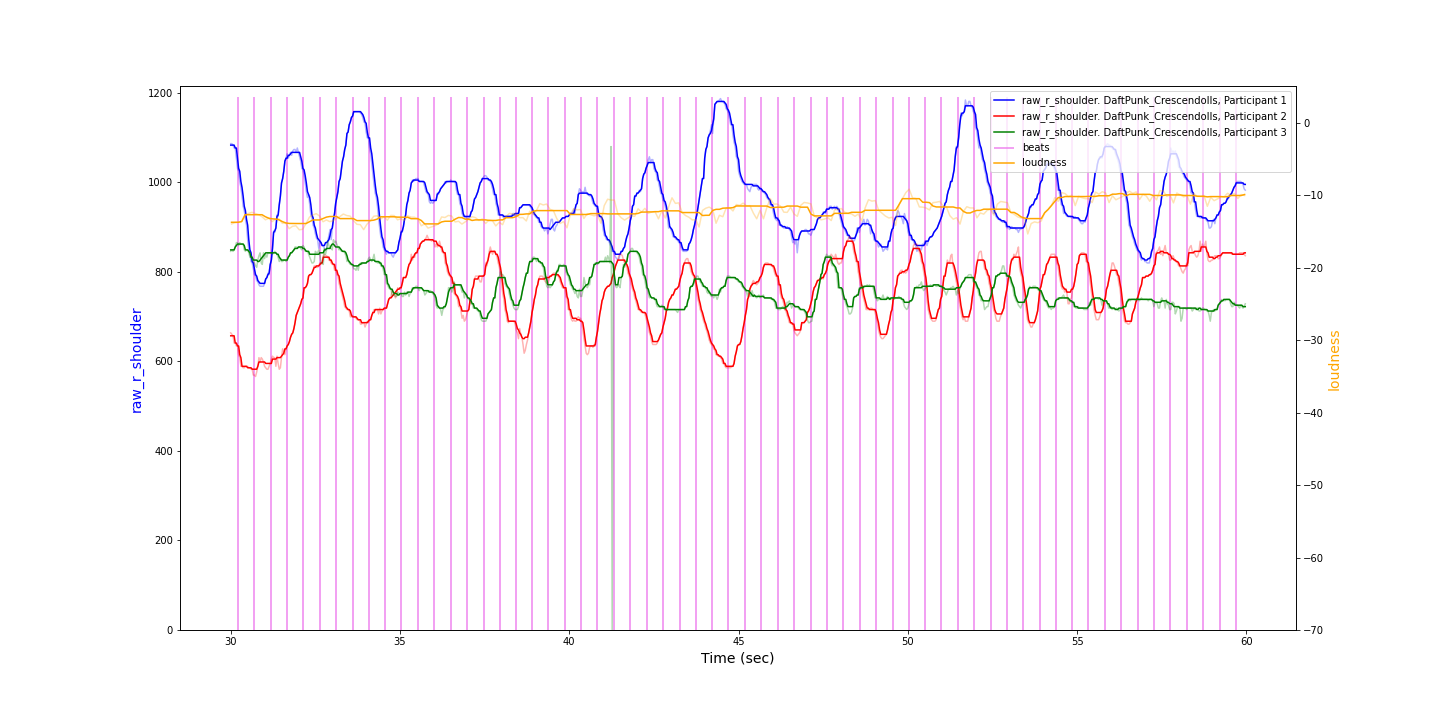 1200
1000
800
600
400
200
0
raw_r_shoulder
raw_r_shoulder. DaftPunk_Crescendolls, Participant 1
raw_r_shoulder. DaftPunk_Crescendolls, Participant 2
raw_r_shoulder. DaftPunk_Crescendolls, Participant 3
beats
loudness
0
−10
−20
−30
−40
−50
−60
−70
loudness
30 35 40 45 50 55 60
Time (sec)